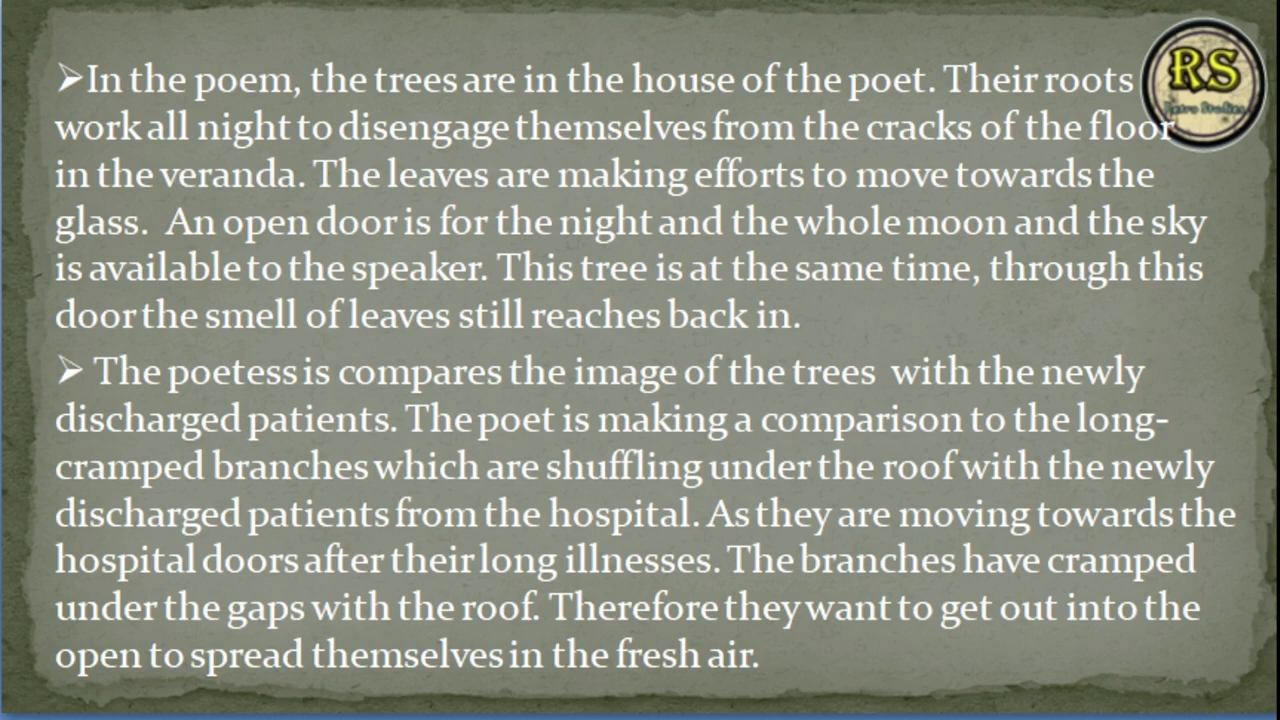 ➢In the poem, the trees are in the house of the poet. Their roots
work all night to disengage themselves from the cracks of the floor
in the veranda. The leaves are making efforts to move towards the
glass. An open door is for the night and the whole moon and the sky
is available to the speaker. This tree is at the same time, through this
door the smell of leaves still reaches back in.
➢ The poetess is compares the image of the trees with the newly
discharged patients. The poet is making a comparison to the long-
cramped branches which are shuffling under the roof with the newly
discharged patients from the hospital. As they are moving towards the
hospital doors after their long illnesses. The branches have cramped
under the gaps with the roof. Therefore they want to get out into the
open to spread themselves in the fresh air.
RS